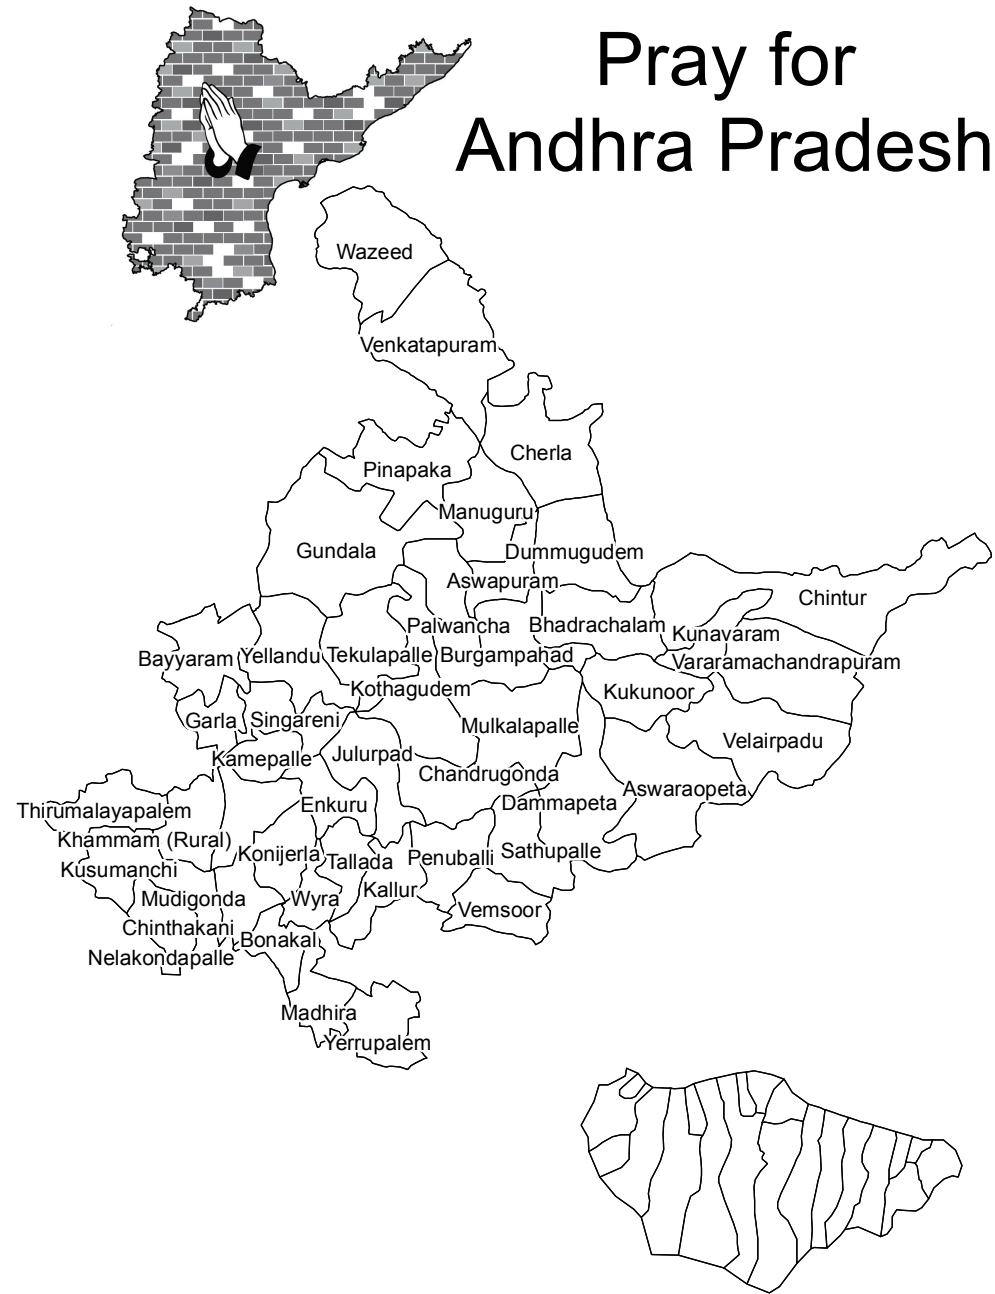 Pray for
Andhra Pradesh
Wazeed
Venkatapuram
Cherla
Pinapaka
Manuguru
Gundala
Dummugudem
Aswapuram
Chintur
Palwancha
Bhadrachalam
Kunavaram
Bayyaram
Yellandu
Tekulapalle
Burgampahad
Vararamachandrapuram
Kothagudem
Kukunoor
Garla
Singareni
Mulkalapalle
Velairpadu
Kamepalle
Julurpad
Chandrugonda
Aswaraopeta
Thirumalayapalem
Enkuru
Dammapeta
Khammam (Rural)
Konijerla
Tallada
Penuballi
Sathupalle
Kusumanchi
Kallur
Mudigonda
Wyra
Vemsoor
Chinthakani
Bonakal
Nelakondapalle
Madhira
Yerrupalem